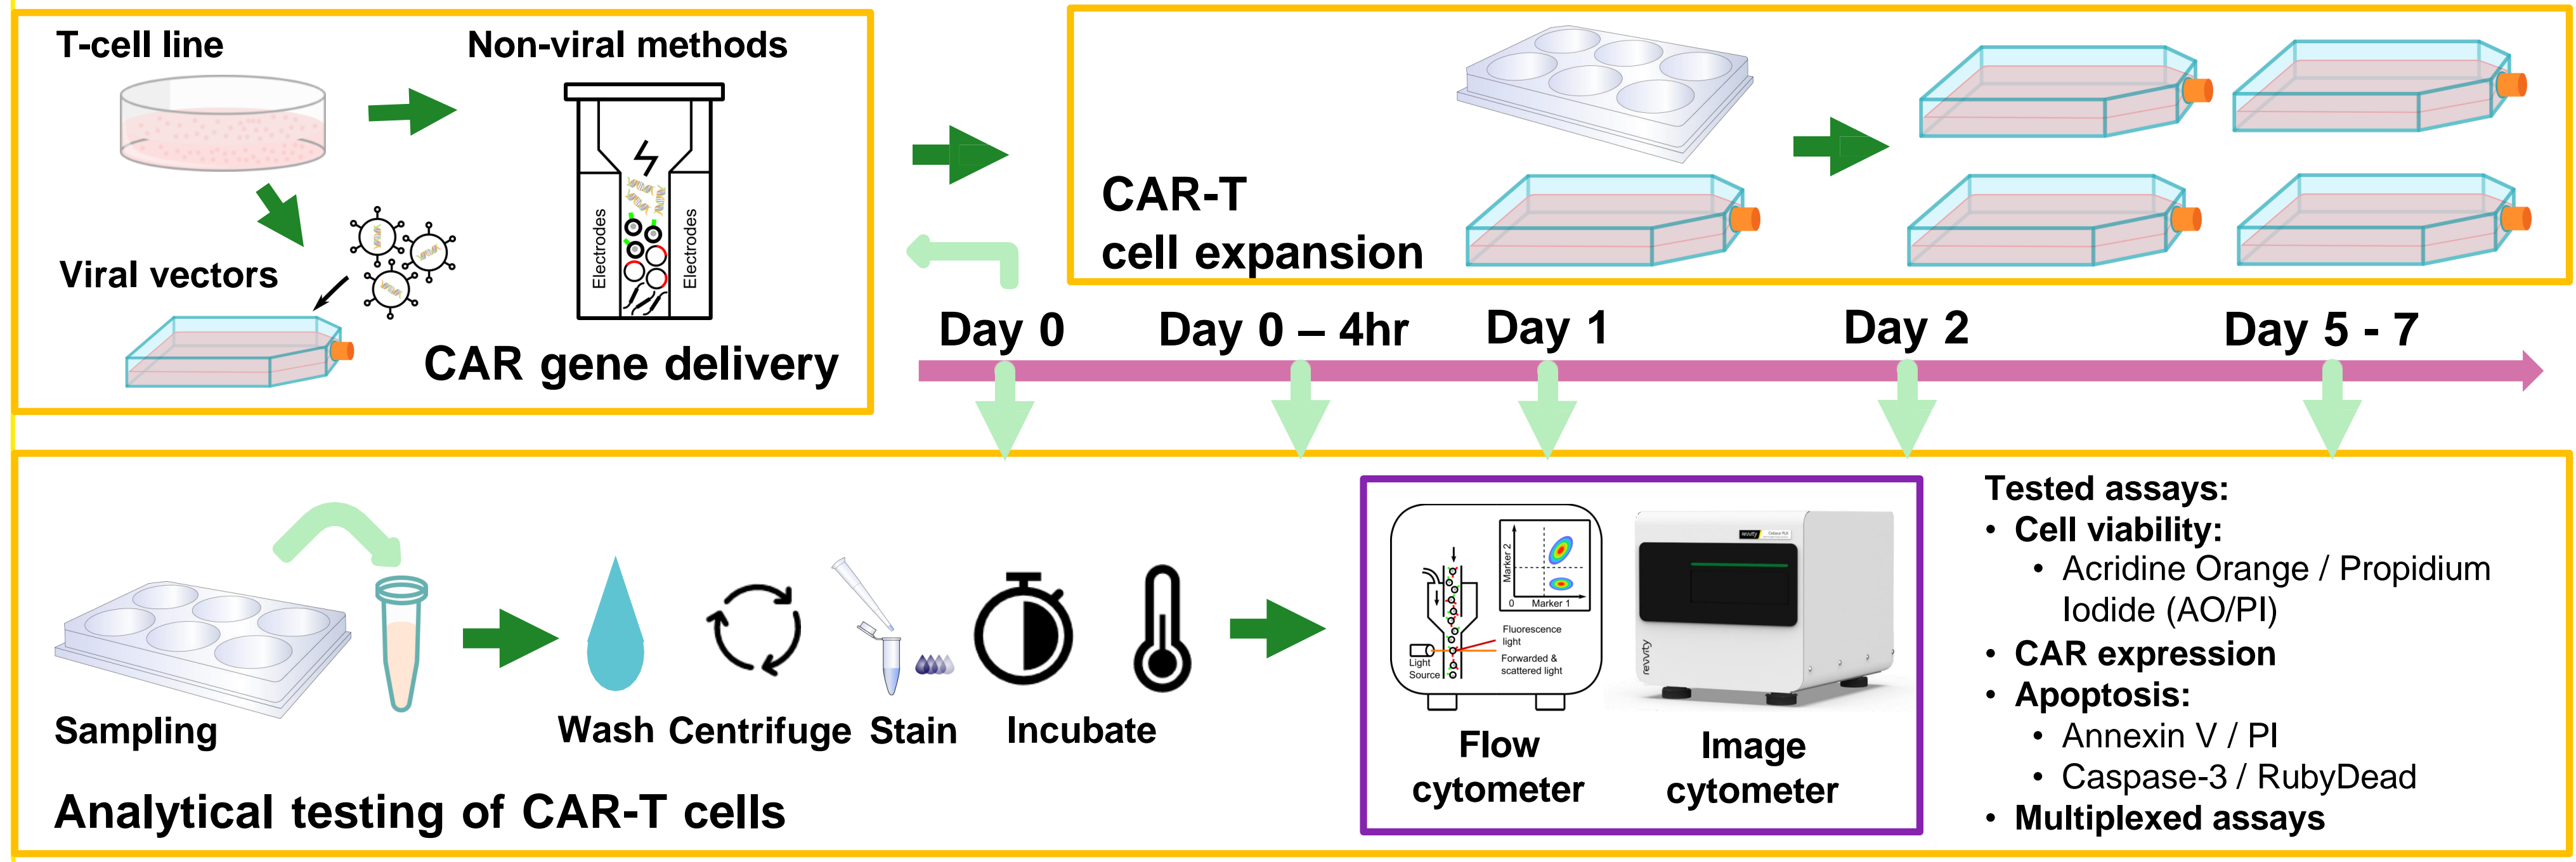 T-cell line
Non-viral methods
Electrodes
Electrodes
Viral vectors
CAR gene delivery
CAR-T
cell expansion
Day 0
Day 0 – 4hr
Day 1
Day 2
Day 5 - 7
Sampling
Wash
Centrifuge
Stain
Incubate
Marker 2
0
Marker 1
Fluorescence
light
Light
Source
Forwarded &
scattered light
Flow
cytometer
revvity
revvity
Image
cytometer
Tested assays:
• Cell viability:
• Acridine Orange / Propidium
Iodide (AO/PI)
• CAR expression
• Apoptosis:
• Annexin V / PI
• Caspase-3 / RubyDead
• Multiplexed assays
Analytical testing of CAR-T cells